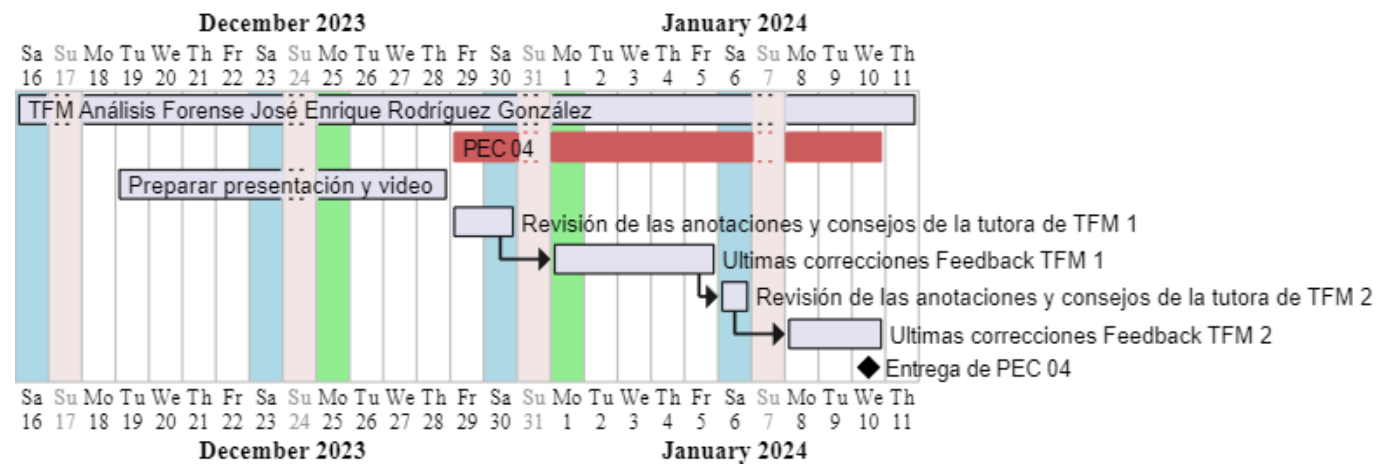 December 2023 January 2024
Sa Su Mo Tu We Th Fr Sa Su Mo Tu We Th Fr Sa Su Mo Tu We Th Fr Sa Su Mo Tu We Th
16 17 18 19 20 21 22 23 24 25 26 27 28 29 30 31 1 2 3 4 5 6 7 8 9 10 11
TFM Análisis Forense José Enrique Rodríguez González
PEC 04
Preparar presentación y video
Revisión de las anotaciones y consejos de la tutora de TFM 1
Ultimas correcciones Feedback TFM 1
Revisión de las anotaciones y consejos de la tutora de TFM 2
Ultimas correcciones Feedback TFM 2
Entrega de PEC 04
Sa Su Mo Tu We Th Fr Sa Su Mo Tu We Th Fr Sa Su Mo Tu We Th Fr Sa Su Mo Tu We Th
16 17 18 19 20 21 22 23 24 25 26 27 28 29 30 31 1 2 3 4 5 6 7 8 9 10 11
December 2023 January 2024